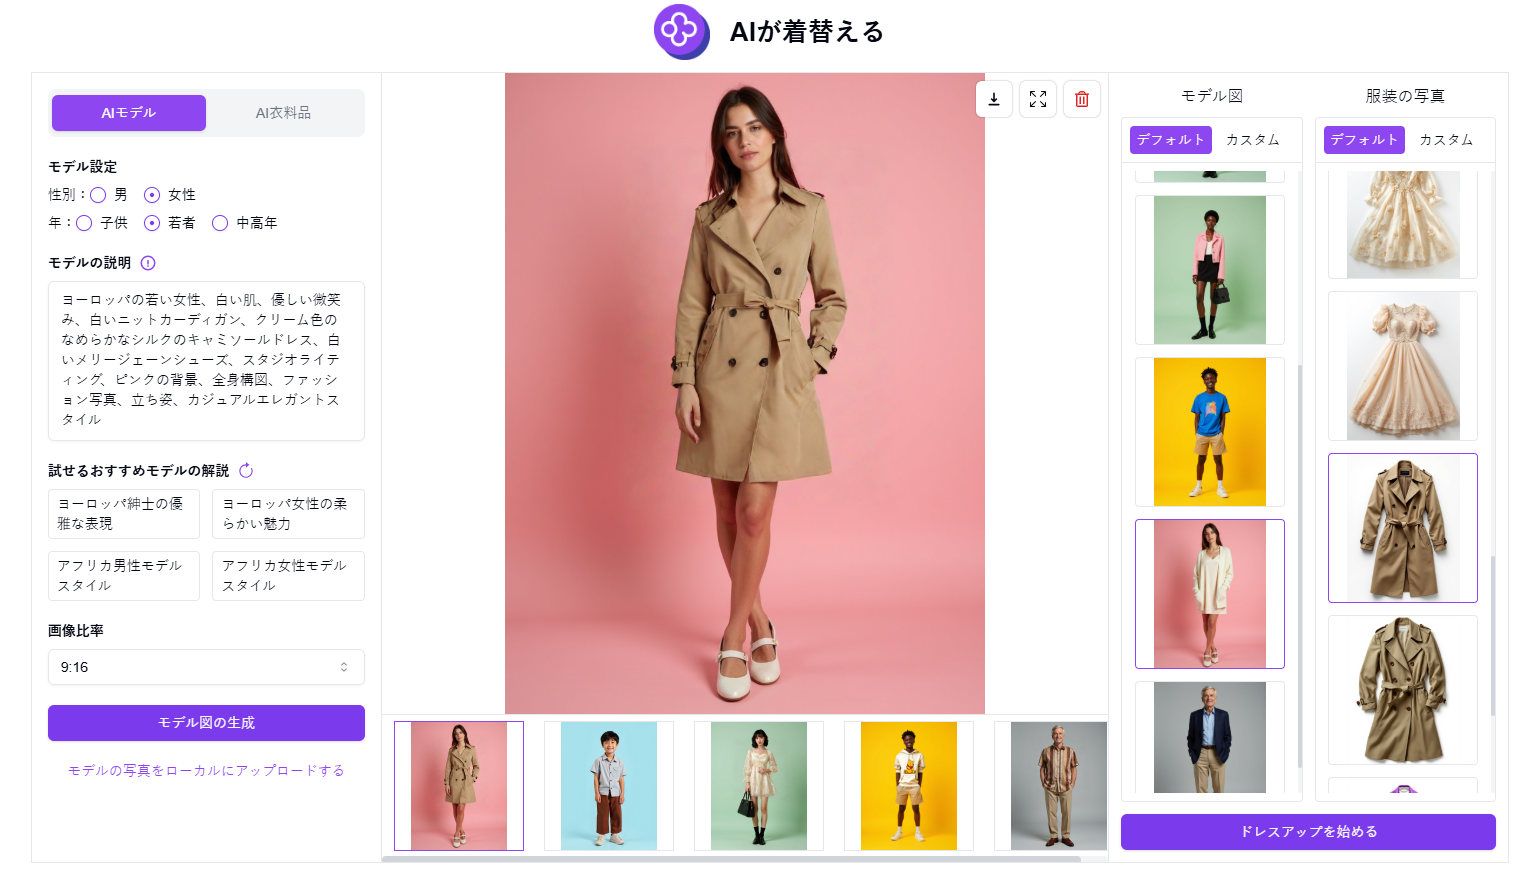 AIが着替える
AIモデル
AI衣料品
モデル設定
性別：
男
女性
年：
子供
若者
中高年
モデルの説明
ヨーロッパの若い女性、白い肌、優しい微笑
み、白いニットカーディガン、クリーム色の
なめらかなシルクのキャミソールドレス、白
いメリージェーンシューズ、スタジオライテ
ィング、ピンクの背景、全身構図、ファッシ
ョン写真、立ち姿、カジュアルエレガントス
タイル
試せるおすすめモデルの解説
ヨーロッパ紳士の優
雅な表現
ヨーロッパ女性の柔
らかい魅力
アフリカ男性モデル
スタイル
アフリカ女性モデル
スタイル
画像比率
9:16
モデル図の生成
モデルの写真をローカルにアップロードする
モデル図
デフォルト
カスタム
服装の写真
デフォルト
カスタム
ドレスアップを始める